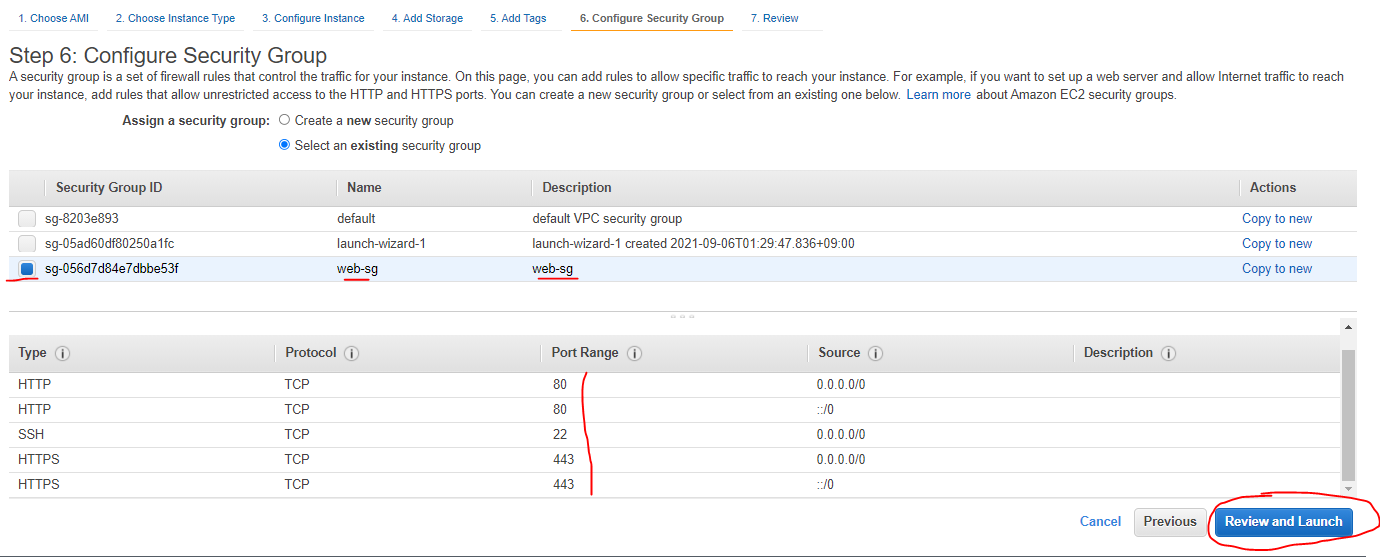 1. Choose AMI 2. Choose Instance Type 3. Configure Instance 4. Add Storage 5. Add Tags 6. Configure Security Group 7. Review
Step 6: Configure Security Group
A security group is a set of firewall rules that control the traffic for your instance. On this page, you can add rules to allow specific traffic to reach your instance. For example, if you want to set up a web server and allow Internet traffic to reach
your instance, add rules that allow unrestricted access to the HTTP and HTTPS ports. You can create a new security group or select from an existing one below. Learn more about Amazon EC2 security groups.
Assign a security group: Create a new security group
Select an existing security group
Security Group ID Name Description Actions
sg-8203e893 default default VPC security group Copy to new
sg-05ad60df80250a1fc launch-wizard-1 launch-wizard-1 created 2021-09-06T01:29:47.836+09:00 Copy to new
sg-056d7d84e7dbbe53f web-sg web-sg Copy to new
Type i Protocol i Port Range i Source i Description i
HTTP TCP 80 0.0.0.0/0
HTTP TCP 80 ::/0
SSH TCP 22 0.0.0.0/0
HTTPS TCP 443 0.0.0.0/0
HTTPS TCP 443 ::/0
Cancel Previous Review and Launch